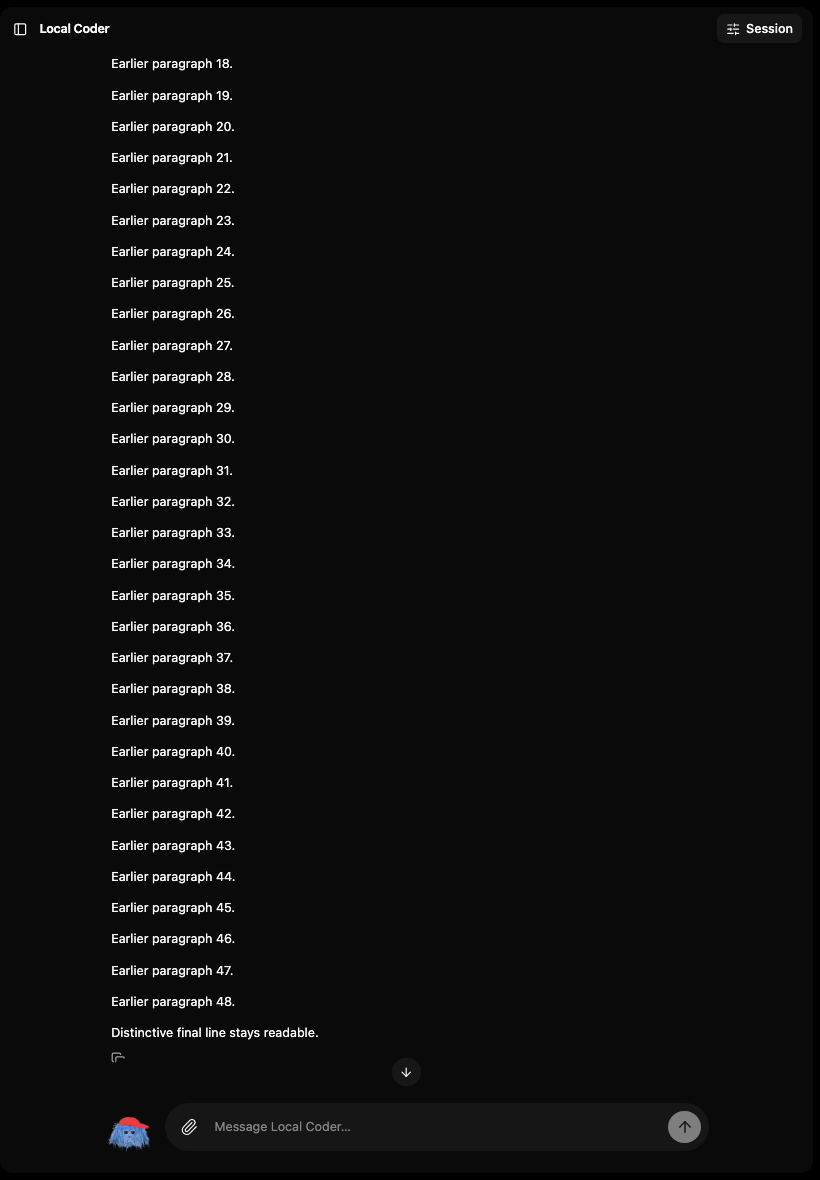 Local Coder
Session
Earlier paragraph 18.
Earlier paragraph 19.
Earlier paragraph 20.
Earlier paragraph 21.
Earlier paragraph 22.
Earlier paragraph 23.
Earlier paragraph 24.
Earlier paragraph 25.
Earlier paragraph 26.
Earlier paragraph 27.
Earlier paragraph 28.
Earlier paragraph 29.
Earlier paragraph 30.
Earlier paragraph 31.
Earlier paragraph 32.
Earlier paragraph 33.
Earlier paragraph 34.
Earlier paragraph 35.
Earlier paragraph 36.
Earlier paragraph 37.
Earlier paragraph 38.
Earlier paragraph 39.
Earlier paragraph 40.
Earlier paragraph 41.
Earlier paragraph 42.
Earlier paragraph 43.
Earlier paragraph 44.
Earlier paragraph 45.
Earlier paragraph 46.
Earlier paragraph 47.
Earlier paragraph 48.
Distinctive final line stays readable.
Message Local Coder...